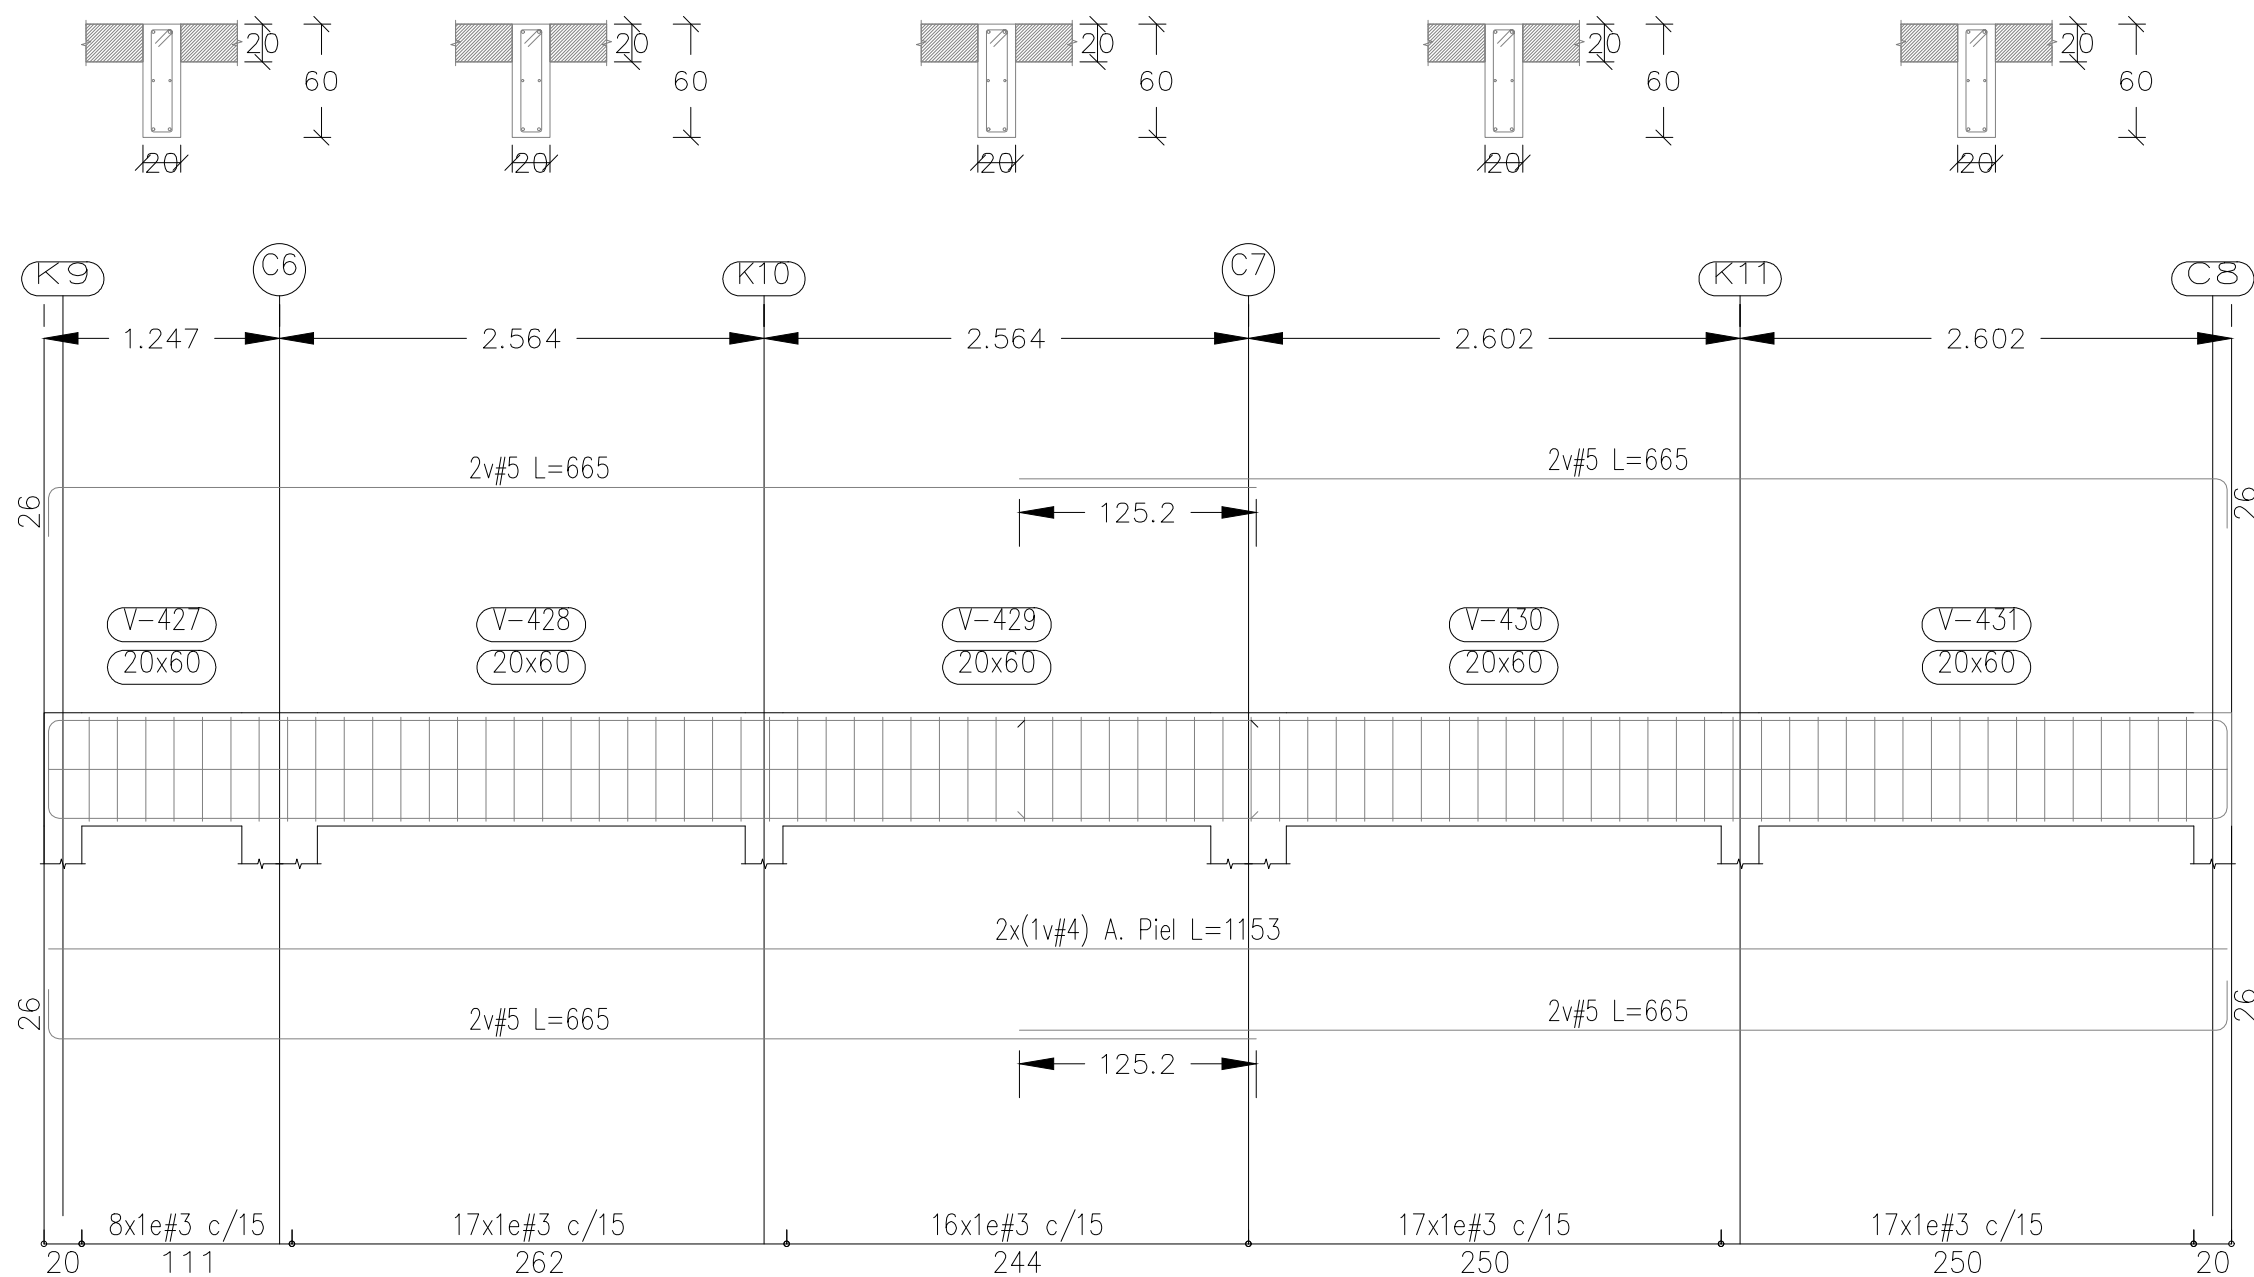 20 20 20 20 20
60 60 60 60 60
20 20 20 20 20
K9 C6 K10 C7 K11 C8
1.247 2.564 2.564 2.602 2.602
2v#5 L=665 2v#5 L=665
26 125.2 26
V-427 V-428 V-429 V-430 V-431
20x60 20x60 20x60 20x60 20x60
2x(1v#4) A. Piel L=1153
26 2v#5 L=665 2v#5 L=665 26
125.2
8x1e#3 c/15 17x1e#3 c/15 16x1e#3 c/15 17x1e#3 c/15 17x1e#3 c/15
20 111 262 244 250 250 20